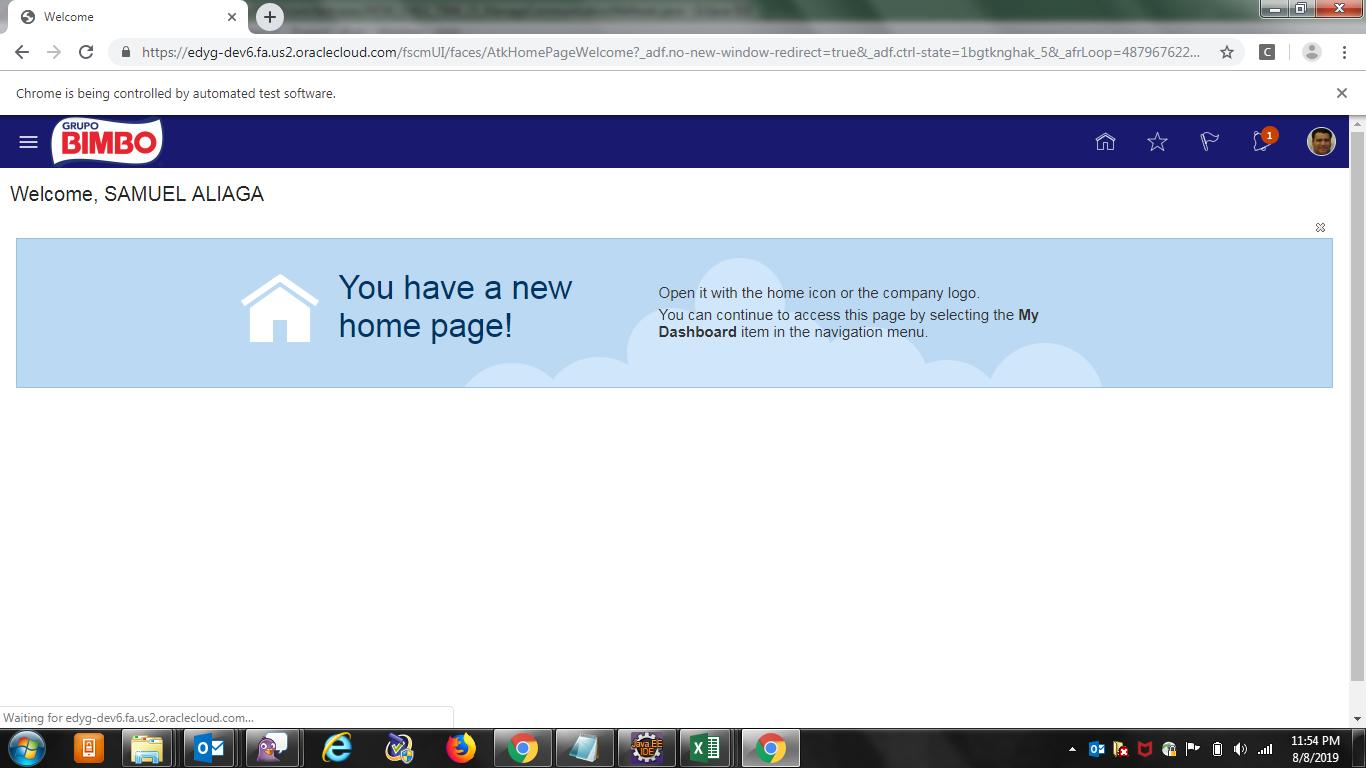 Welcome
https://edyg-dev6.fa.us2.oraclecloud.com/fscmUI/faces/AtkHomePageWelcome?_adf.no-new-window-redirect=true&_adf.ctrl-state=1bgtknghak_5&_afrLoop=487967622...
C
Chrome is being controlled by automated test software.
GRUPO
BIMBO
1
Welcome, SAMUEL ALIAGA
You have a new
home page!
Open it with the home icon or the company logo.
You can continue to access this page by selecting the My
Dashboard item in the navigation menu.
Waiting for edyg-dev6.fa.us2.oraclecloud.com...
Java EE
IDE
11:54 PM
8/8/2019